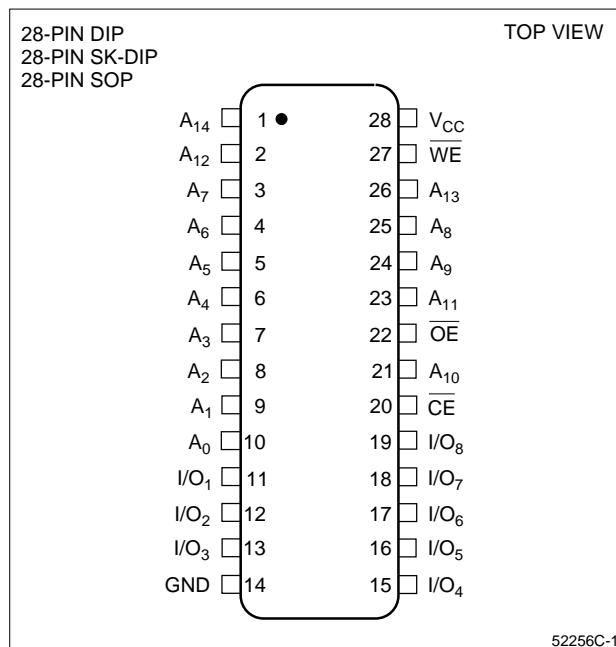 28-PIN DIP
28-PIN SK-DIP
28-PIN SOP
TOP VIEW
A14 1 28 VCC
A12 2 27 W̅E̅
A7 3 26 A13
A6 4 25 A8
A5 5 24 A9
A4 6 23 A11
A3 7 22 O̅E̅
A2 8 21 A10
A1 9 20 C̅E̅
A0 10 19 I/O8
I/O1 11 18 I/O7
I/O2 12 17 I/O6
I/O3 13 16 I/O5
GND 14 15 I/O4
52256C-1